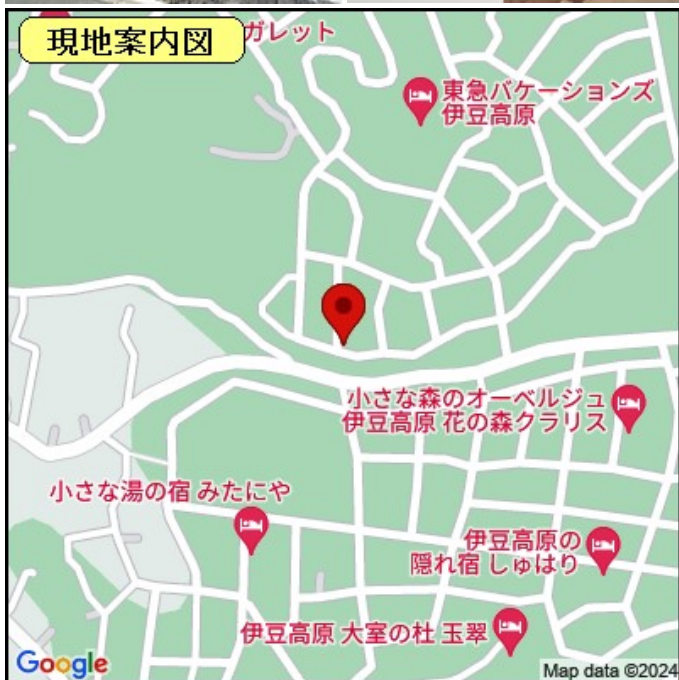 現地案内図
ガレット
東急バケーションズ
伊豆高原
小さな森のオーベルジュ
伊豆高原 花の森クラリス
小さな湯の宿 みたにや
伊豆高原の
隠れ宿 しゅはり
伊豆高原 大室の杜 玉翠
Google
Map data ©2024